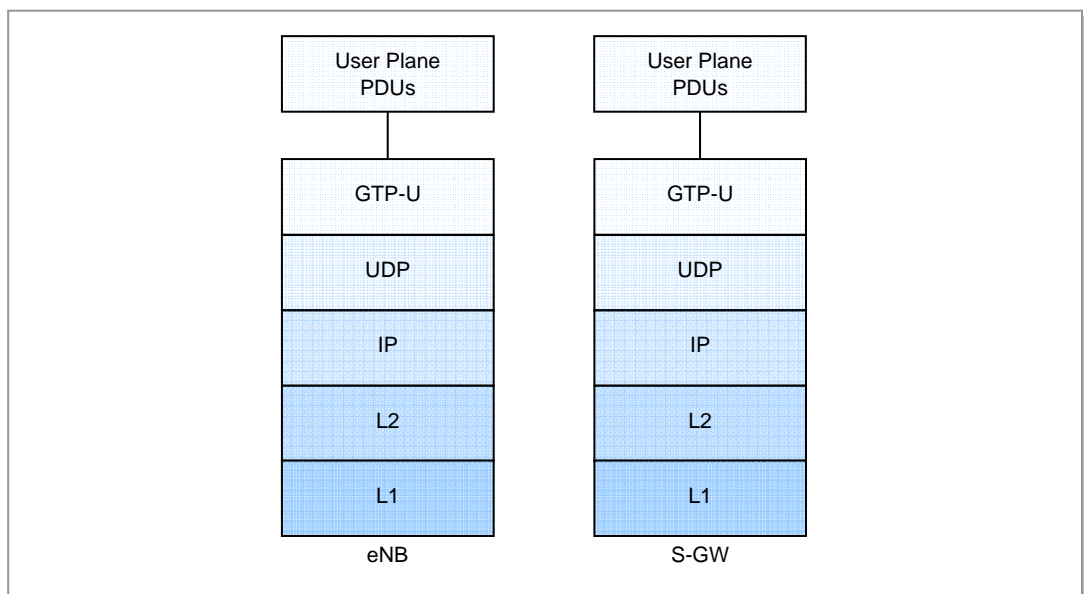 User Plane
PDUs
GTP-U
UDP
IP
L2
L1
eNB
User Plane
PDUs
GTP-U
UDP
IP
L2
L1
S-GW